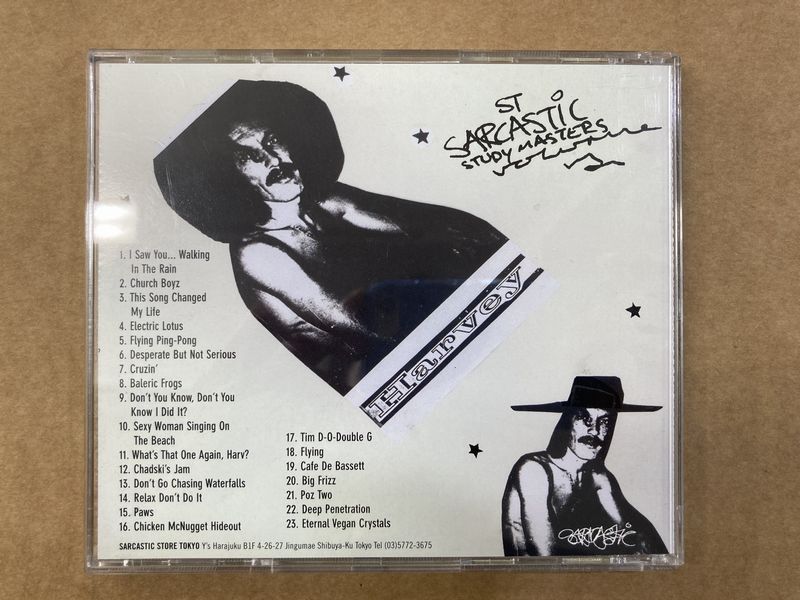 ST
SARCASTIC
STUDY MASTERS
Harvey
1. I Saw You... Walking
In The Rain
2. Church Boyz
3. This Song Changed
My Life
4. Electric Lotus
5. Flying Ping-Pong
6. Desperate But Not Serious
7. Cruzin'
8. Baleric Frogs
9. Don't You Know, Don't You
Know I Did It?
10. Sexy Woman Singing On
The Beach
11. What's That One Again, Harv?
12. Chadski's Jam
13. Don't Go Chasing Waterfalls
14. Relax Don't Do It
15. Paws
16. Chicken McNugget Hideout
17. Tim D-O-Double G
18. Flying
19. Cafe De Bassett
20. Big Frizz
21. Poz Two
22. Deep Penetration
23. Eternal Vegan Crystals
SARCASTIC
SARCASTIC STORE TOKYO Y's Harajuku B1F 4-26-27 Jingumae Shibuya-Ku Tokyo Tel (03)5772-3675